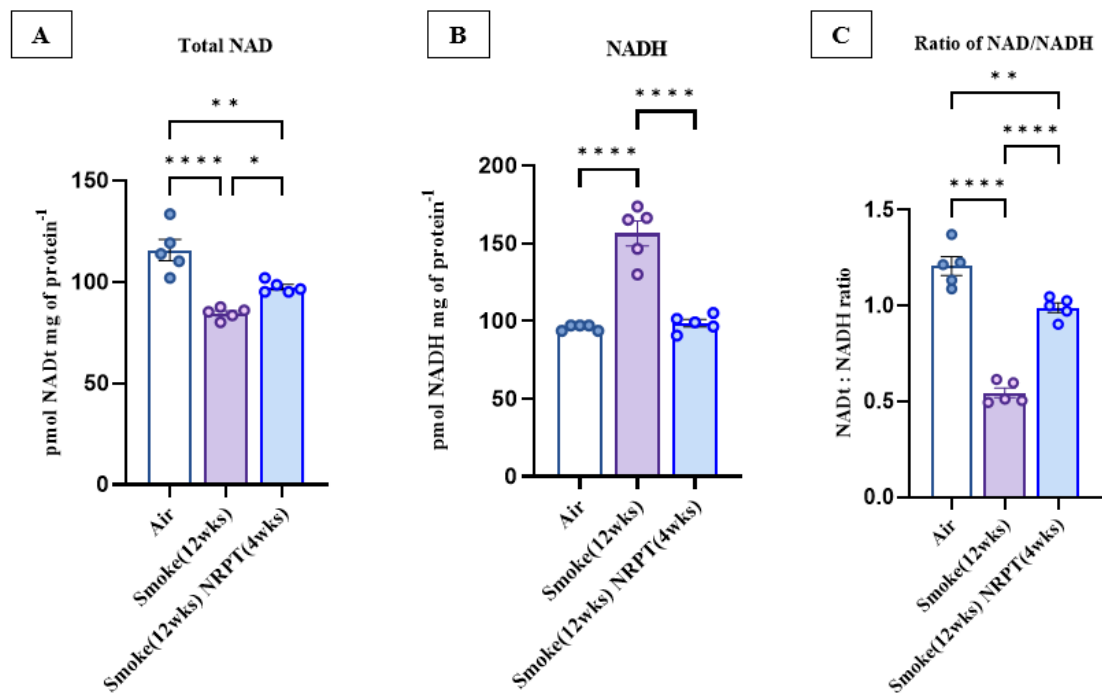 A
Total NAD
**
**** *
150
100
50
0
pmol NADt mg of protein⁻¹
Air
Smoke(12wks)
Smoke(12wks) NRPT(4wks)
B
NADH
****
****
200
150
100
50
0
pmol NADH mg of protein⁻¹
Air
Smoke(12wks)
Smoke(12wks) NRPT(4wks)
C
Ratio of NAD/NADH
**
****
****
1.5
1.0
0.5
0.0
NADt : NADH ratio
Air
Smoke(12wks)
Smoke(12wks) NRPT(4wks)